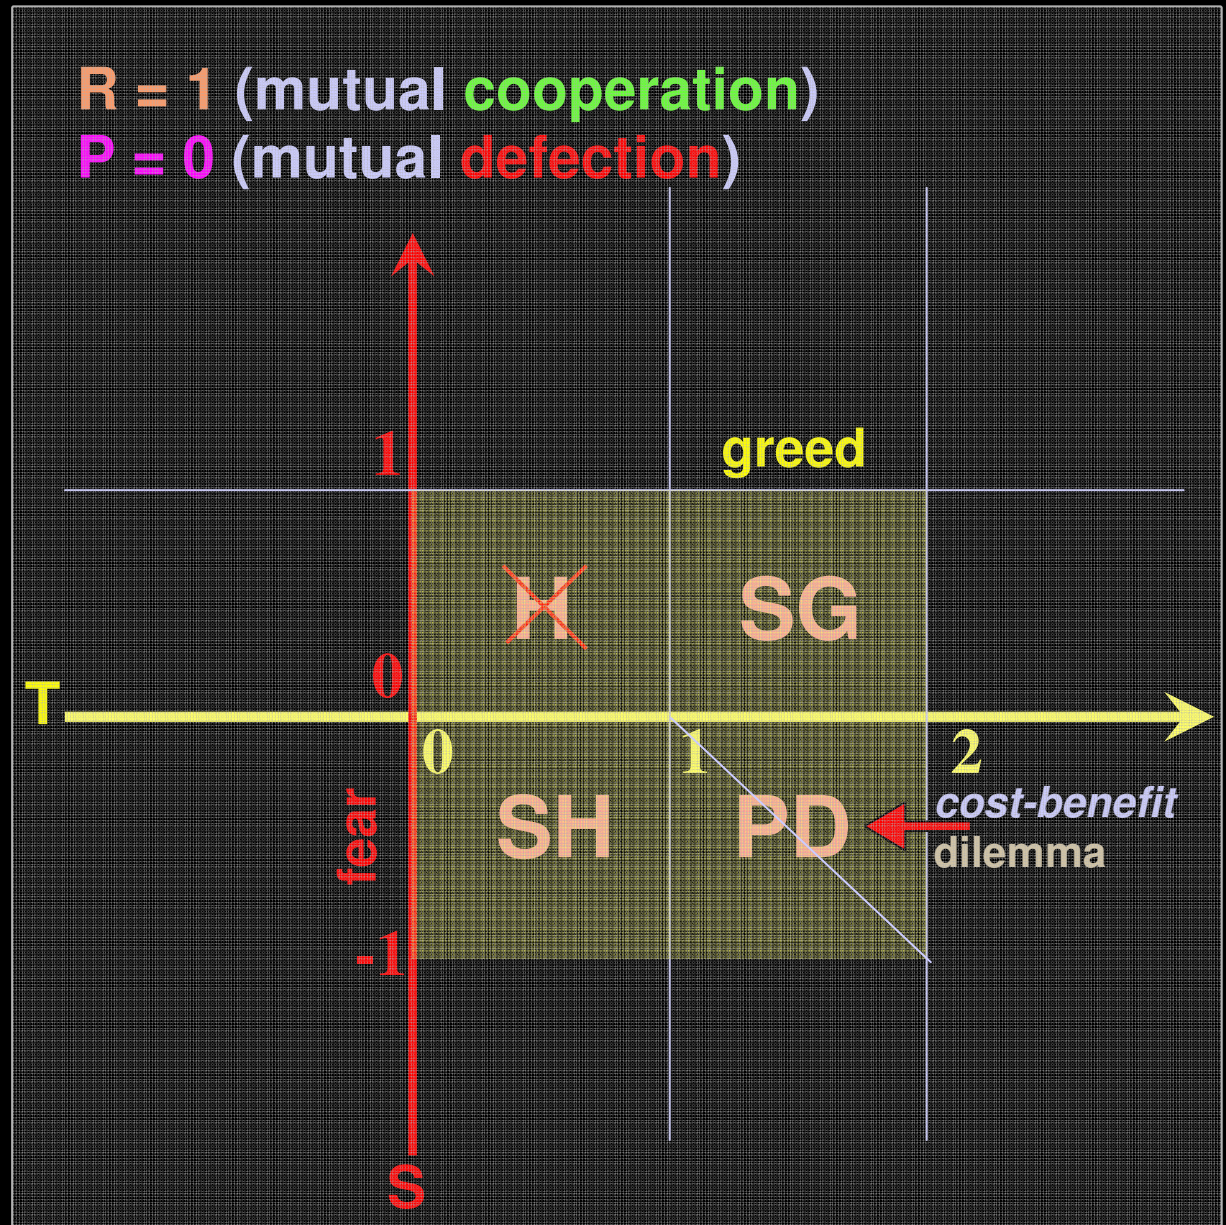 R = 1 (mutual cooperation)
P = 0 (mutual defection)
1
greed
H
SG
0
T
0
1
2
SH
PD
cost-benefit
dilemma
fear
-1
S